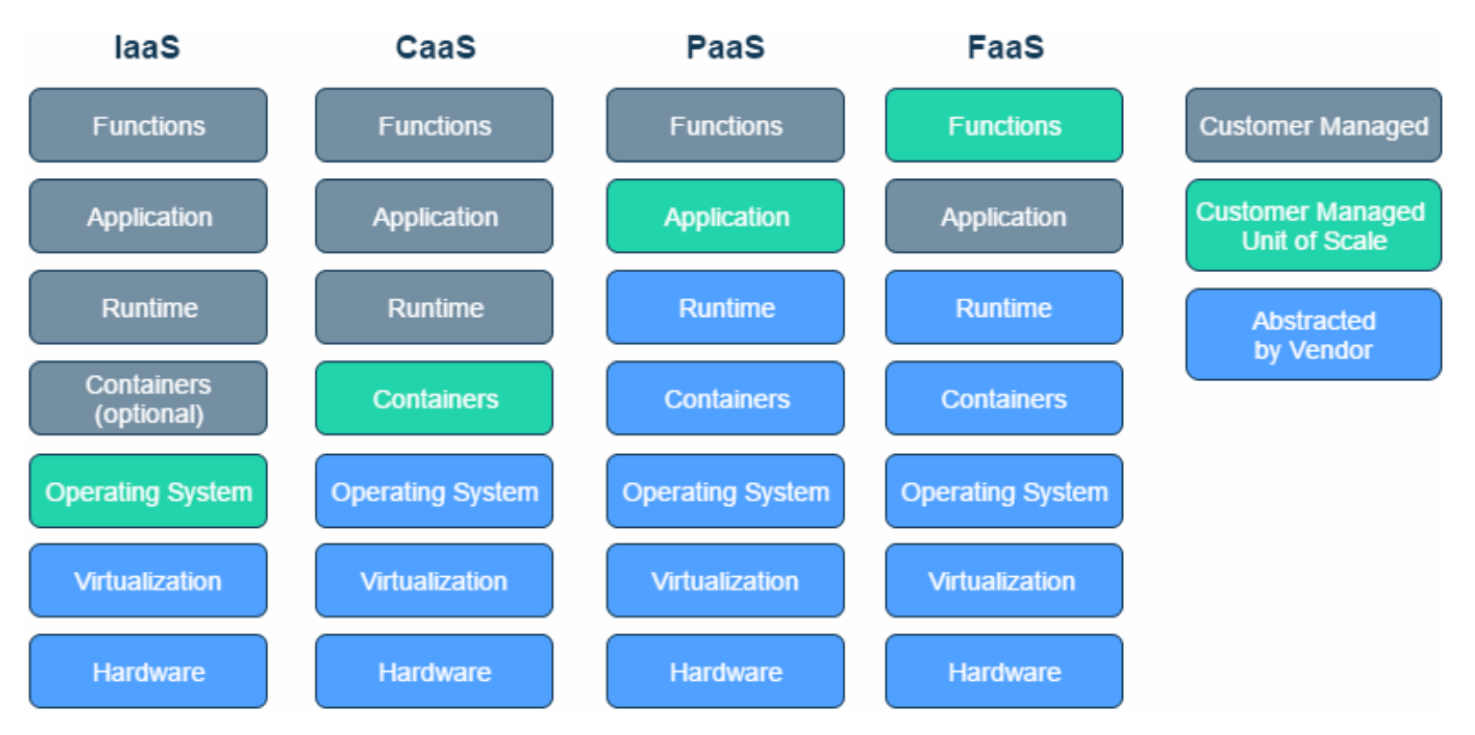 IaaS
CaaS
PaaS
FaaS
Functions
Functions
Functions
Functions
Customer Managed
Application
Application
Application
Application
Customer Managed
Unit of Scale
Runtime
Runtime
Runtime
Runtime
Abstracted
by Vendor
Containers
(optional)
Containers
Containers
Containers
Operating System
Operating System
Operating System
Operating System
Virtualization
Virtualization
Virtualization
Virtualization
Hardware
Hardware
Hardware
Hardware